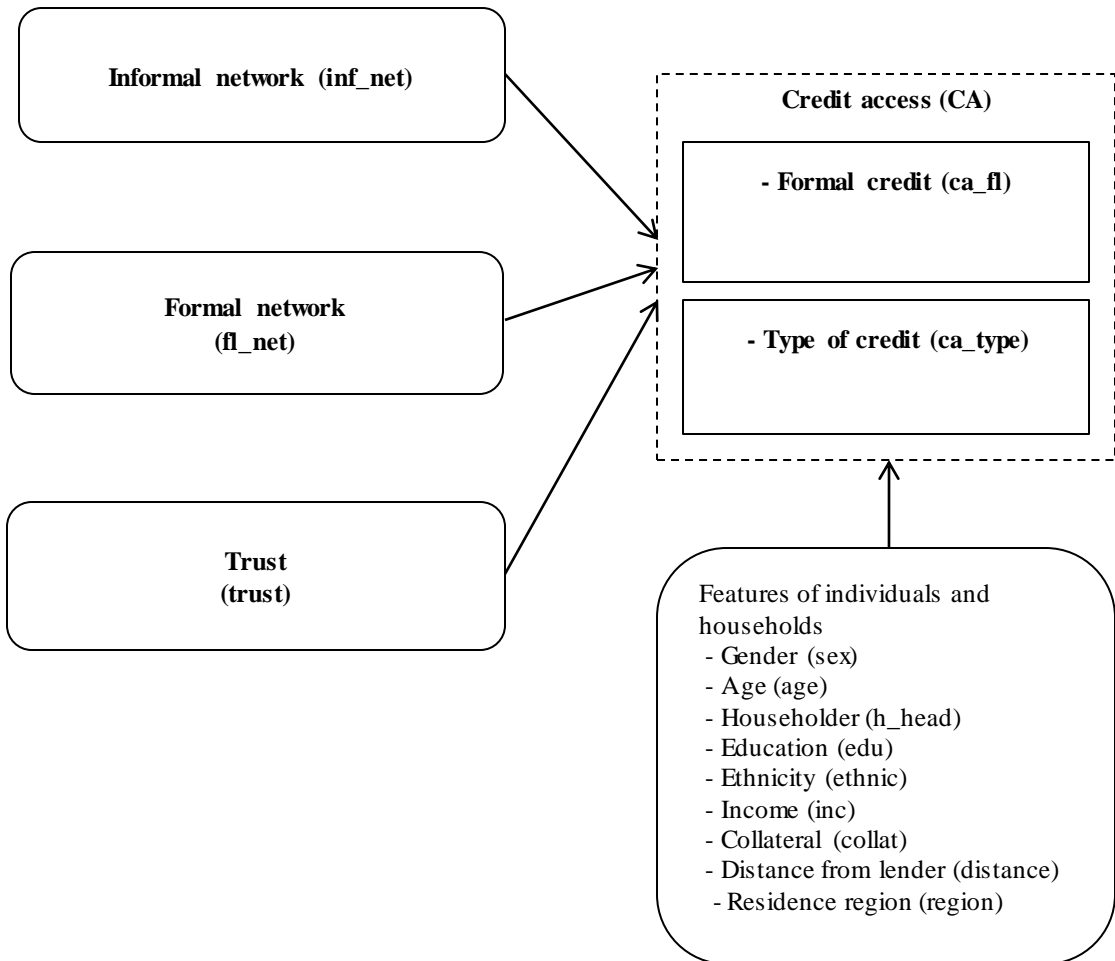 Informal network (inf_net)
Formal network
(fl_net)
Trust
(trust)
Credit access (CA)
- Formal credit (ca_fl)
- Type of credit (ca_type)
Features of individuals and
households
- Gender (sex)
- Age (age)
- Householder (h_head)
- Education (edu)
- Ethnicity (ethnic)
- Income (inc)
- Collateral (collat)
- Distance from lender (distance)
- Residence region (region)